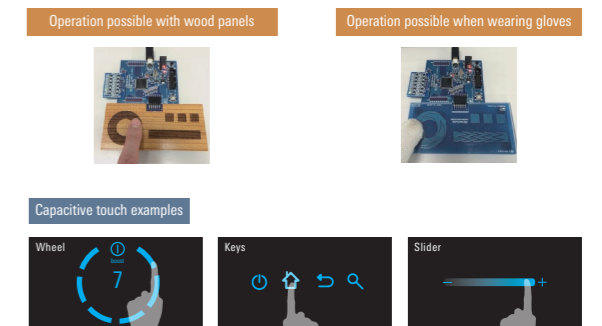 Operation possible with wood panels
Operation possible when wearing gloves
Capacitive touch examples
Wheel
7
Keys
Slider
− +